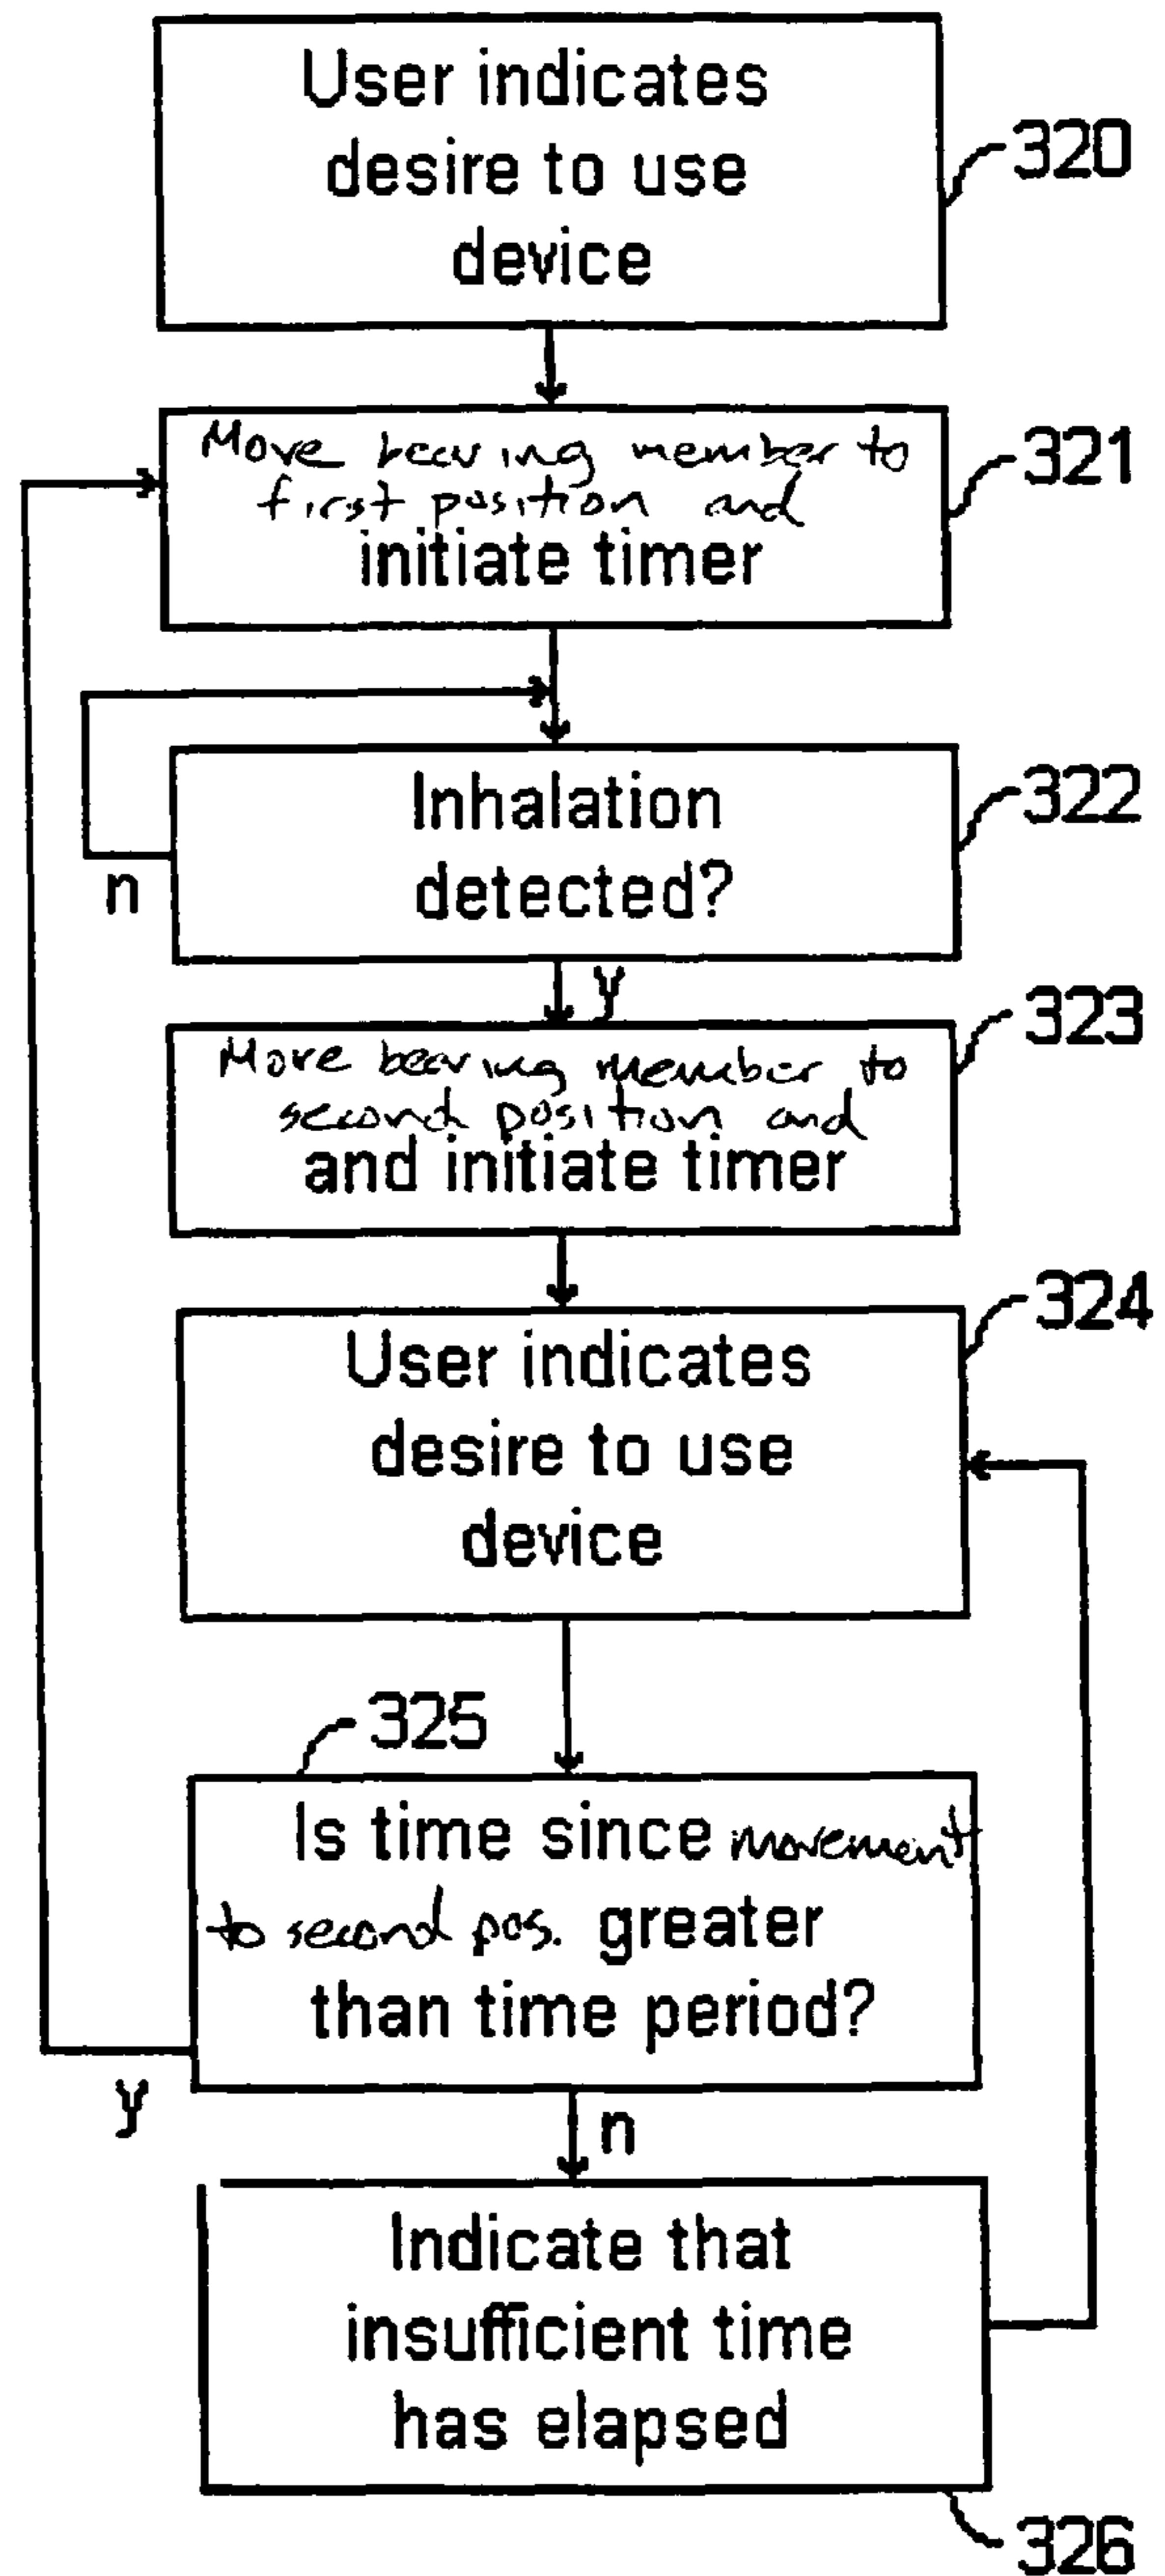 User indicates
desire to use
device
320
Move bearing member to
first position and
initiate timer
321
Inhalation
detected?
322
n
y
323
Move bearing member to
second position and
and initiate timer
324
User indicates
desire to use
device
325
Is time since movement
to second pos. greater
than time period?
y
n
Indicate that
insufficient time
has elapsed
326